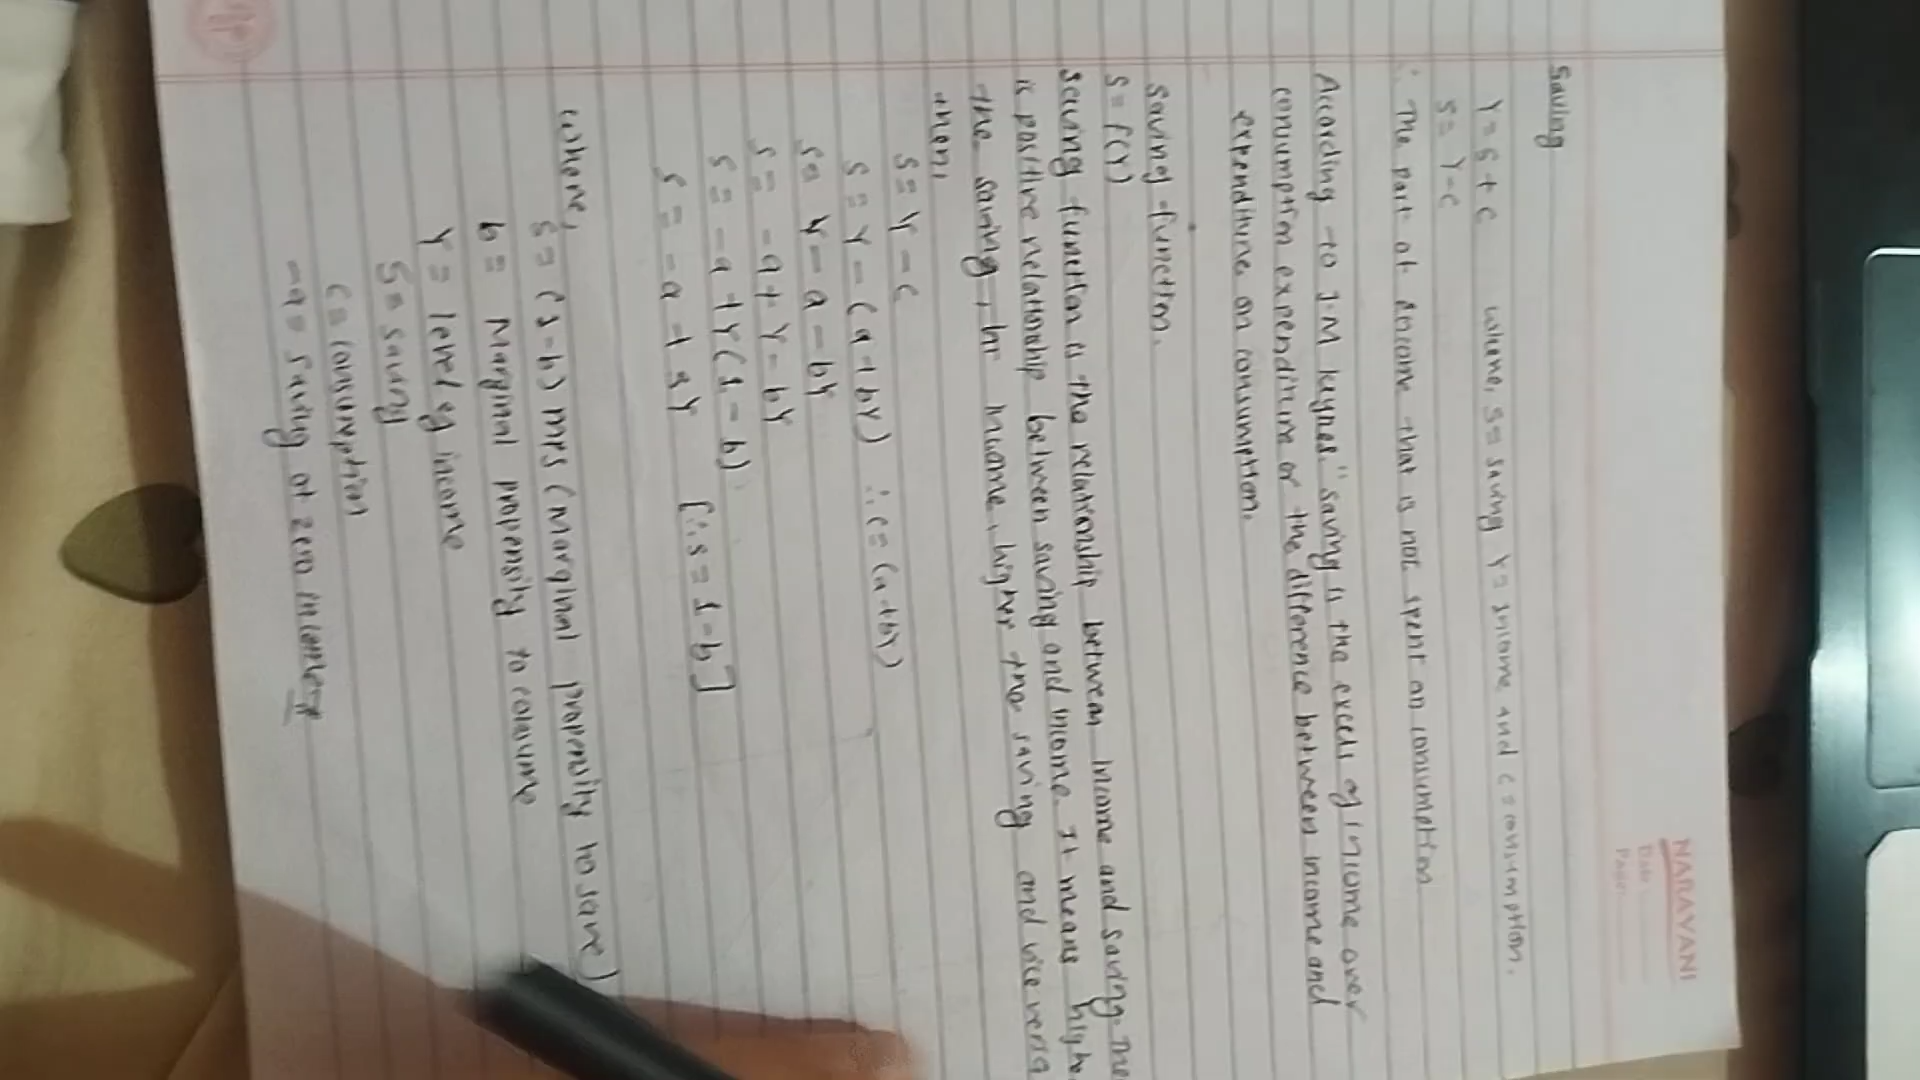 NARAYANI
Date
Page
Saving
Y = S + C where, S = saving Y = Income and C = consumption.
S = Y - C
∴ The part of Income that is not spent on consumption
According to J.M keynes, "saving is the excess of income over
consumption expenditure or the difference between income and
expenditure on consumption.
saving function.
S = f(Y)
saving function is the relationship between income and saving. The
is positive relationship between saving and income. It means highe
the saving, hr income, higher the saving and vice versa
then,
S = Y - C
S = Y - (a + bY) ∴ C = (a + bY)
S = Y - a - bY
S = -a + Y - bY
S = -a + Y (1 - b)
S = -a + sY [∴ s = 1 - b]
where,
s = (1 - b) mps (marginal propensity to save)
b = Marginal propensity to consume
Y = level of income
S = saving
C = consumption
-a = saving at zero income